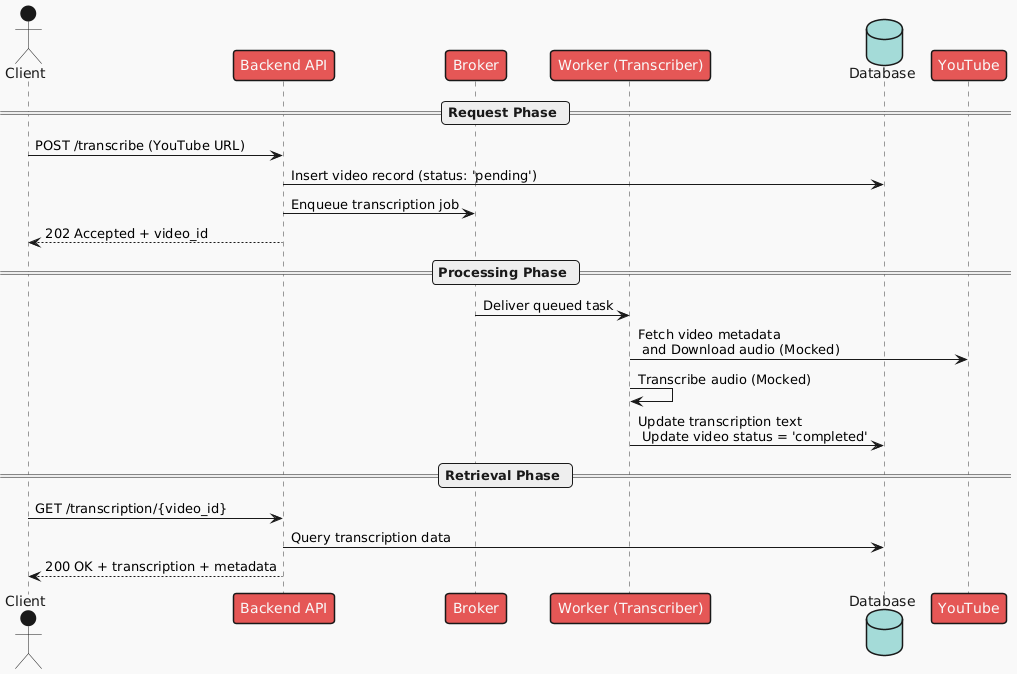 Client
Backend API
Broker
Worker (Transcriber)
Database
YouTube
Request Phase
POST /transcribe (YouTube URL)
Insert video record (status: 'pending')
Enqueue transcription job
202 Accepted + video_id
Processing Phase
Deliver queued task
Fetch video metadata
and Download audio (Mocked)
Transcribe audio (Mocked)
Update transcription text
Update video status = 'completed'
Retrieval Phase
GET /transcription/{video_id}
Query transcription data
200 OK + transcription + metadata
Client
Backend API
Broker
Worker (Transcriber)
Database
YouTube